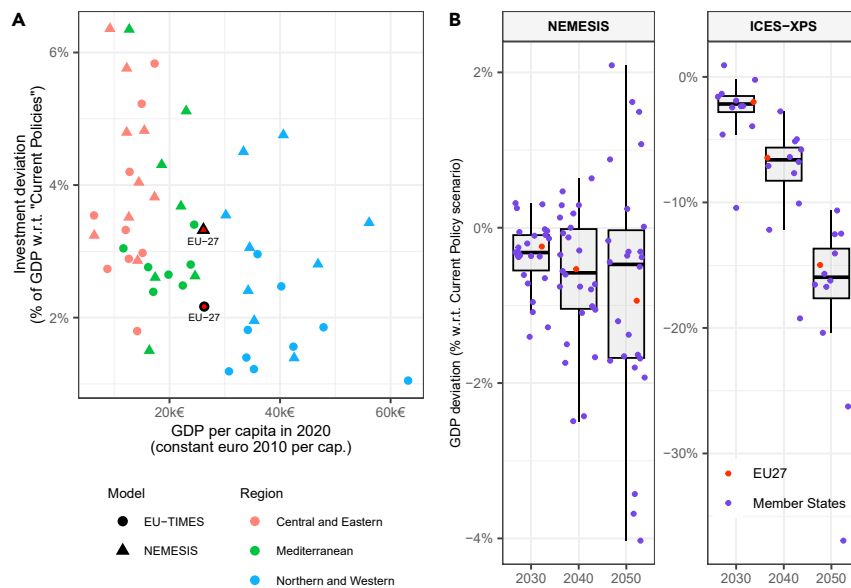 A
Investment deviation
(% of GDP w.r.t. "Current Policies")
6%
4%
2%
EU−27
EU−27
20k€
40k€
60k€
GDP per capita in 2020
(constant euro 2010 per cap.)
Model
EU−TIMES
NEMESIS
Region
Central and Eastern
Mediterranean
Northern and Western
B
NEMESIS
ICES−XPS
GDP deviation (% w.r.t. Current Policy scenario)
2%
0%
−2%
−4%
2030
2040
2050
0%
−10%
−20%
−30%
EU27
Member States
2030
2040
2050